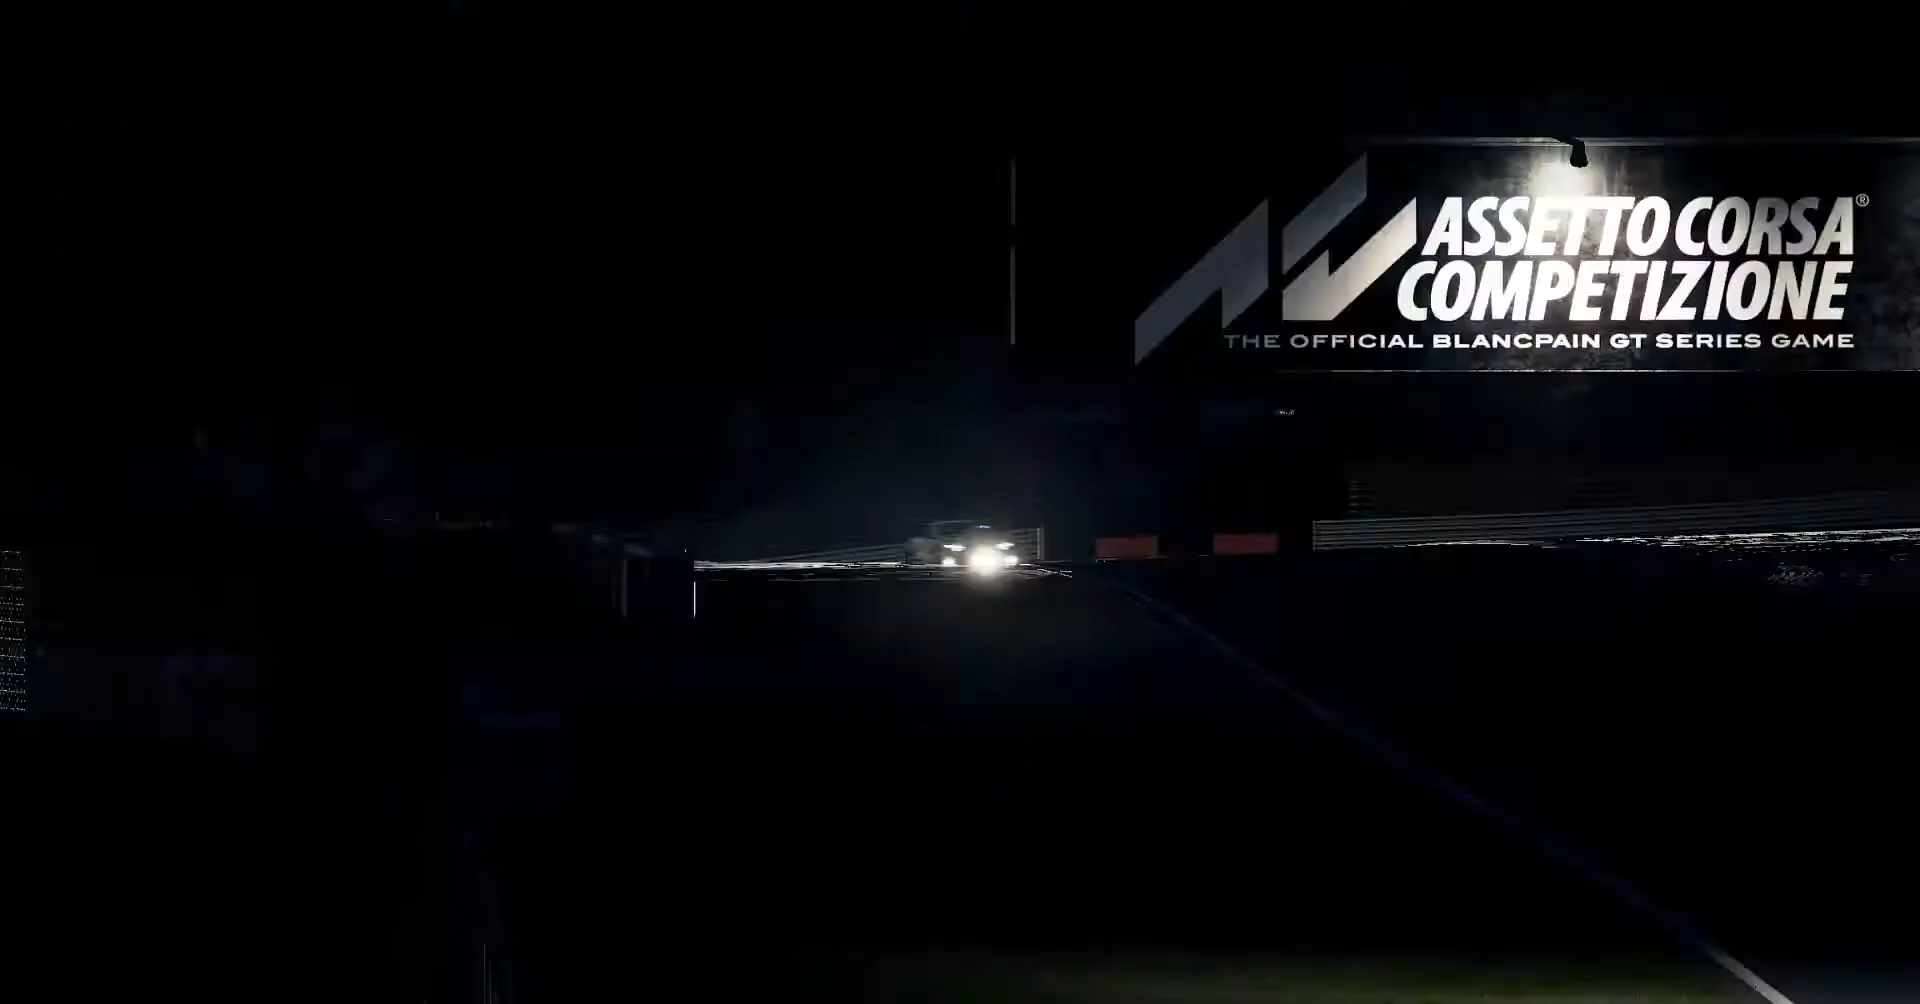 ASSETTO CORSA®
COMPETIZIONE
THE OFFICIAL BLANCPAIN GT SERIES GAME